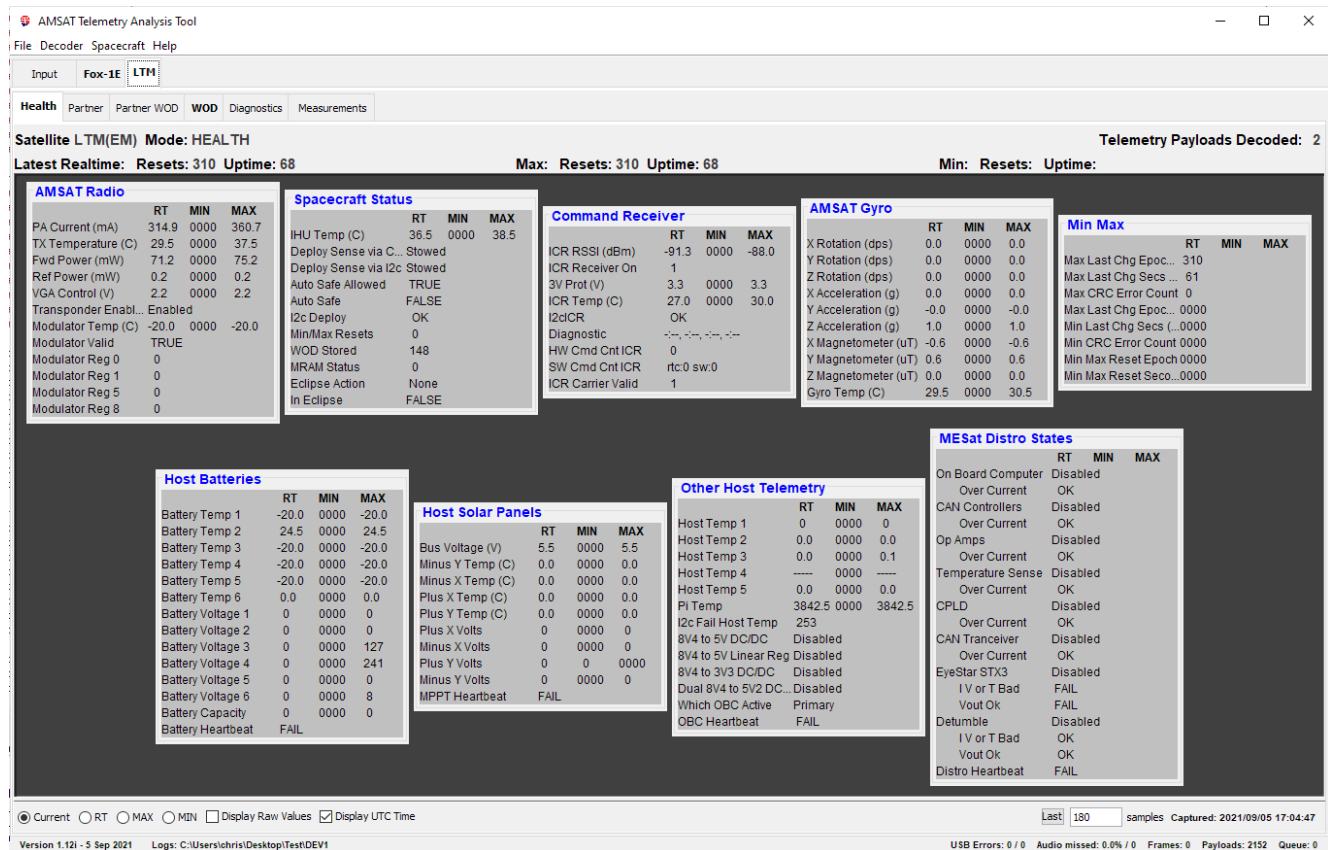 AMSAT Telemetry Analysis Tool
File Decoder Spacecraft Help
Input Fox-1E LTM
Health Partner Partner WOD WOD Diagnostics Measurements
Satellite LTM(EM) Mode: HEALTH Telemetry Payloads Decoded: 2
Latest Realtime: Resets: 310 Uptime: 68 Max: Resets: 310 Uptime: 68 Min: Resets: Uptime:
AMSAT Radio
RT MIN MAX
PA Current (mA) 314.9 0000 360.7
TX Temperature (C) 29.5 0000 37.5
Fwd Power (mW) 71.2 0000 75.2
Ref Power (mW) 0.2 0000 0.2
VGA Control (V) 2.2 0000 2.2
Transponder Enabl... Enabled
Modulator Temp (C) -20.0 0000 -20.0
Modulator Valid TRUE
Modulator Reg 0 0
Modulator Reg 1 0
Modulator Reg 5 0
Modulator Reg 8 0
Spacecraft Status
RT MIN MAX
IHU Temp (C) 36.5 0000 38.5
Deploy Sense via C... Stowed
Deploy Sense via I2c Stowed
Auto Safe Allowed TRUE
Auto Safe FALSE
I2c Deploy OK
Min/Max Resets 0
WOD Stored 148
MRAM Status 0
Eclipse Action None
In Eclipse FALSE
Command Receiver
RT MIN MAX
ICR RSSI (dBm) -91.3 0000 -88.0
ICR Receiver On 1
3V Prot (V) 3.3 0000 3.3
ICR Temp (C) 27.0 0000 30.0
I2cICR OK
Diagnostic -:--, -:--, -:--, -:--
HW Cmd Cnt ICR 0
SW Cmd Cnt ICR rtc:0 sw:0
ICR Carrier Valid 1
AMSAT Gyro
RT MIN MAX
X Rotation (dps) 0.0 0000 0.0
Y Rotation (dps) 0.0 0000 0.0
Z Rotation (dps) 0.0 0000 0.0
X Acceleration (g) 0.0 0000 0.0
Y Acceleration (g) -0.0 0000 -0.0
Z Acceleration (g) 1.0 0000 1.0
X Magnetometer (uT) -0.6 0000 -0.6
Y Magnetometer (uT) 0.6 0000 0.6
Z Magnetometer (uT) 0.0 0000 0.0
Gyro Temp (C) 29.5 0000 30.5
Min Max
RT MIN MAX
Max Last Chg Epoc... 310
Max Last Chg Secs ... 61
Max CRC Error Count 0
Max Last Chg Epoc... 0000
Min Last Chg Secs (...0000
Min CRC Error Count 0000
Min Max Reset Epoch 0000
Min Max Reset Seco...0000
Host Batteries
RT MIN MAX
Battery Temp 1 -20.0 0000 -20.0
Battery Temp 2 24.5 0000 24.5
Battery Temp 3 -20.0 0000 -20.0
Battery Temp 4 -20.0 0000 -20.0
Battery Temp 5 -20.0 0000 -20.0
Battery Temp 6 0.0 0000 0.0
Battery Voltage 1 0 0000 0
Battery Voltage 2 0 0000 0
Battery Voltage 3 0 0000 127
Battery Voltage 4 0 0000 241
Battery Voltage 5 0 0000 0
Battery Voltage 6 0 0000 8
Battery Capacity 0 0000 0
Battery Heartbeat FAIL
Host Solar Panels
RT MIN MAX
Bus Voltage (V) 5.5 0000 5.5
Minus Y Temp (C) 0.0 0000 0.0
Minus X Temp (C) 0.0 0000 0.0
Plus X Temp (C) 0.0 0000 0.0
Plus Y Temp (C) 0.0 0000 0.0
Plus X Volts 0 0000 0
Minus X Volts 0 0000 0
Plus Y Volts 0 0 0000
Minus Y Volts 0 0000 0
MPPT Heartbeat FAIL
Other Host Telemetry
RT MIN MAX
Host Temp 1 0 0000 0
Host Temp 2 0.0 0000 0.0
Host Temp 3 0.0 0000 0.1
Host Temp 4 ----- 0000 -----
Host Temp 5 0.0 0000 0.0
Pi Temp 3842.5 0000 3842.5
I2c Fail Host Temp 253
8V4 to 5V DC/DC Disabled
8V4 to 5V Linear Reg Disabled
8V4 to 3V3 DC/DC Disabled
Dual 8V4 to 5V2 DC... Disabled
Which OBC Active Primary
OBC Heartbeat FAIL
MESat Distro States
RT MIN MAX
On Board Computer Disabled
Over Current OK
CAN Controllers Disabled
Over Current OK
Op Amps Disabled
Over Current OK
Temperature Sense Disabled
Over Current OK
CPLD Disabled
Over Current OK
CAN Tranceiver Disabled
Over Current OK
EyeStar STX3 Disabled
I V or T Bad FAIL
Vout Ok FAIL
Detumble Disabled
I V or T Bad OK
Vout Ok OK
Distro Heartbeat FAIL
Current RT MAX MIN Display Raw Values Display UTC Time Last 180 samples Captured: 2021/09/05 17:04:47
Version 1.12i - 5 Sep 2021 Logs: C:\Users\chris\Desktop\Test\DEV1 USB Errors: 0 / 0 Audio missed: 0.0% / 0 Frames: 0 Payloads: 2152 Queue: 0